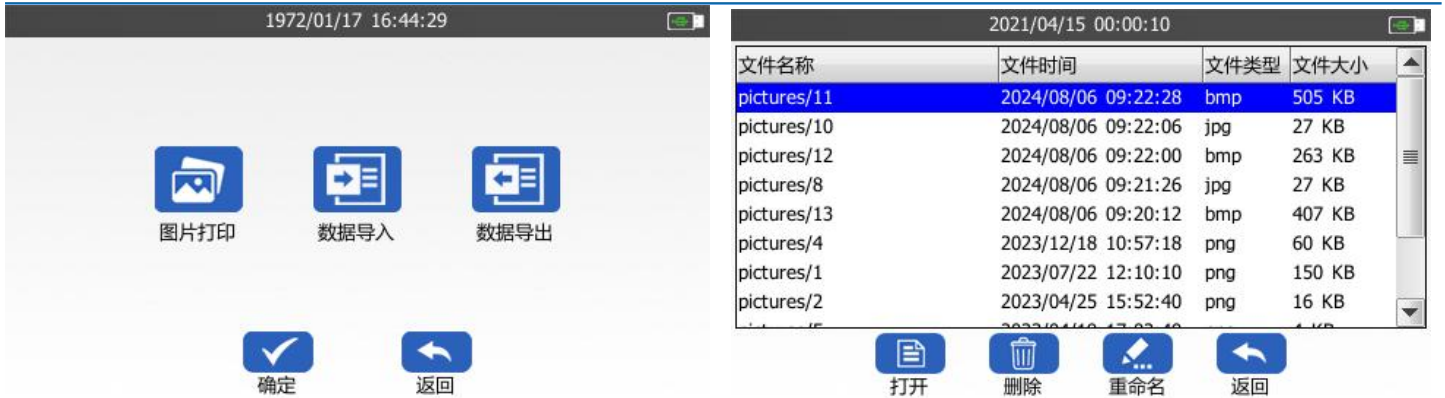 1972/01/17 16:44:29
图片打印 数据导入 数据导出
确定 返回
2021/04/15 00:00:10
文件名称 文件时间 文件类型 文件大小
pictures/11 2024/08/06 09:22:28 bmp 505 KB
pictures/10 2024/08/06 09:22:06 jpg 27 KB
pictures/12 2024/08/06 09:22:00 bmp 263 KB
pictures/8 2024/08/06 09:21:26 jpg 27 KB
pictures/13 2024/08/06 09:20:12 bmp 407 KB
pictures/4 2023/12/18 10:57:18 png 60 KB
pictures/1 2023/07/22 12:10:10 png 150 KB
pictures/2 2023/04/25 15:52:40 png 16 KB
打开 删除 重命名 返回